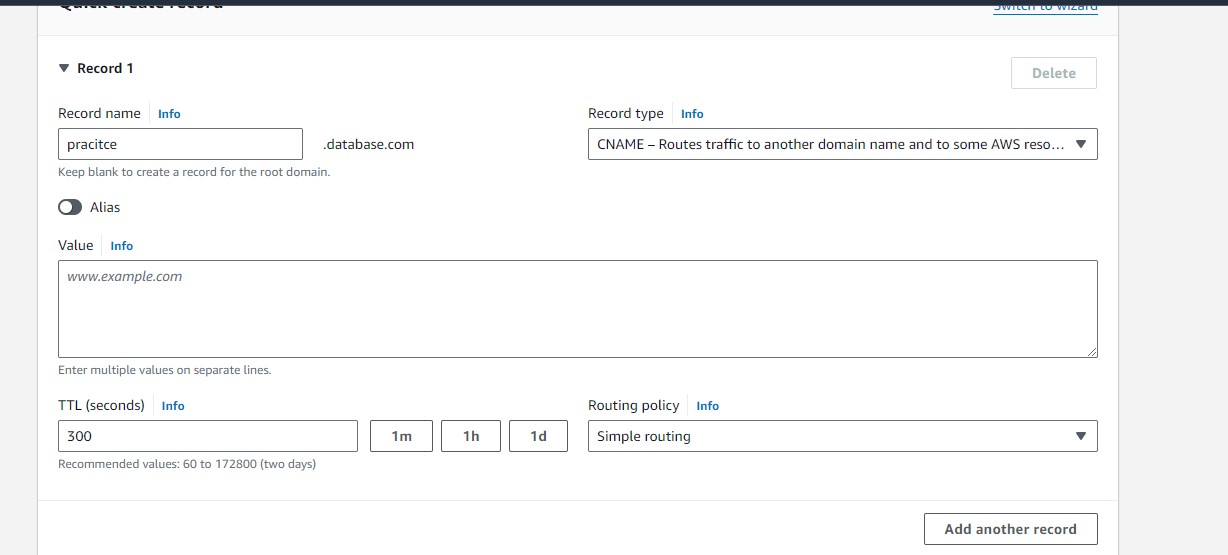 Quick create record
Switch to wizard
Record 1
Delete
Record name Info
Record type Info
pracitce .database.com
CNAME – Routes traffic to another domain name and to some AWS reso...
Keep blank to create a record for the root domain.
Alias
Value Info
www.example.com
Enter multiple values on separate lines.
TTL (seconds) Info
Routing policy Info
300 1m 1h 1d
Simple routing
Recommended values: 60 to 172800 (two days)
Add another record